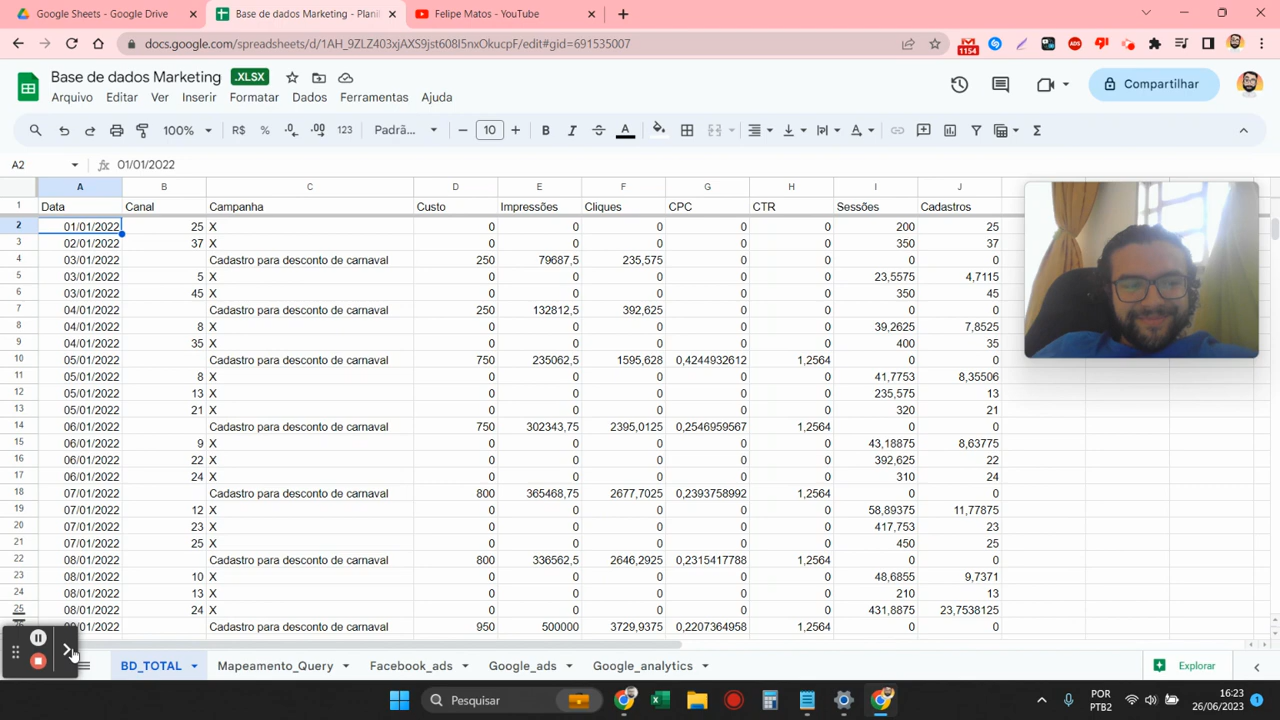 Google Sheets - Google Drive
Base de dados Marketing - Planil
Felipe Matos - YouTube
docs.google.com/spreadsheets/d/1AH_9ZLZ403xjAXS9jst608I5nxOkucpF/edit#gid=691535007
1154
ADS
Base de dados Marketing .XLSX
Arquivo Editar Ver Inserir Formatar Dados Ferramentas Ajuda
Compartilhar
100% R$ % .0 .00 123 Padrã... 10 B I S A
A2 fx 01/01/2022
A B C D E F G H I J
1 Data Canal Campanha Custo Impressões Cliques CPC CTR Sessões Cadastros
2 01/01/2022 25 X 0 0 0 0 0 200 25
3 02/01/2022 37 X 0 0 0 0 0 350 37
4 03/01/2022 Cadastro para desconto de carnaval 250 79687,5 235,575 0 0 0 0
5 03/01/2022 5 X 0 0 0 0 0 23,5575 4,7115
6 03/01/2022 45 X 0 0 0 0 0 350 45
7 04/01/2022 Cadastro para desconto de carnaval 250 132812,5 392,625 0 0 0 0
8 04/01/2022 8 X 0 0 0 0 0 39,2625 7,8525
9 04/01/2022 35 X 0 0 0 0 0 400 35
10 05/01/2022 Cadastro para desconto de carnaval 750 235062,5 1595,628 0,4244932612 1,2564 0 0
11 05/01/2022 8 X 0 0 0 0 0 41,7753 8,35506
12 05/01/2022 13 X 0 0 0 0 0 235,575 13
13 05/01/2022 21 X 0 0 0 0 0 320 21
14 06/01/2022 Cadastro para desconto de carnaval 750 302343,75 2395,0125 0,2546959567 1,2564 0 0
15 06/01/2022 9 X 0 0 0 0 0 43,18875 8,63775
16 06/01/2022 22 X 0 0 0 0 0 392,625 22
17 06/01/2022 24 X 0 0 0 0 0 310 24
18 07/01/2022 Cadastro para desconto de carnaval 800 365468,75 2677,7025 0,2393758992 1,2564 0 0
19 07/01/2022 12 X 0 0 0 0 0 58,89375 11,77875
20 07/01/2022 23 X 0 0 0 0 0 417,753 23
21 07/01/2022 25 X 0 0 0 0 0 450 25
22 08/01/2022 Cadastro para desconto de carnaval 800 336562,5 2646,2925 0,2315417788 1,2564 0 0
23 08/01/2022 10 X 0 0 0 0 0 48,6855 9,7371
24 08/01/2022 13 X 0 0 0 0 0 210 13
25 08/01/2022 24 X 0 0 0 0 0 431,8875 23,7538125
Cadastro para desconto de carnaval 950 500000 3729,9375 0,2207364958 1,2564 0 0
BD_TOTAL Mapeamento_Query Facebook_ads Google_ads Google_analytics Explorar
Pesquisar
POR
PTB2
16:23
26/06/2023
1